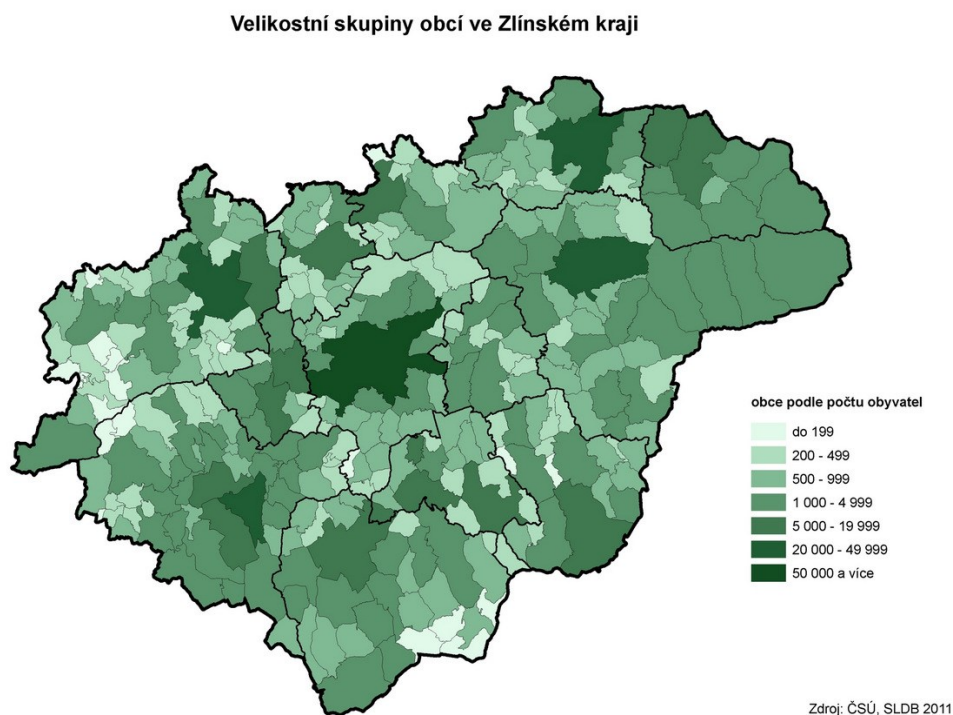 Velikostní skupiny obcí ve Zlínském kraji
obce podle počtu obyvatel
do 199
200 - 499
500 - 999
1 000 - 4 999
5 000 - 19 999
20 000 - 49 999
50 000 a více
Zdroj: ČSÚ, SLDB 2011